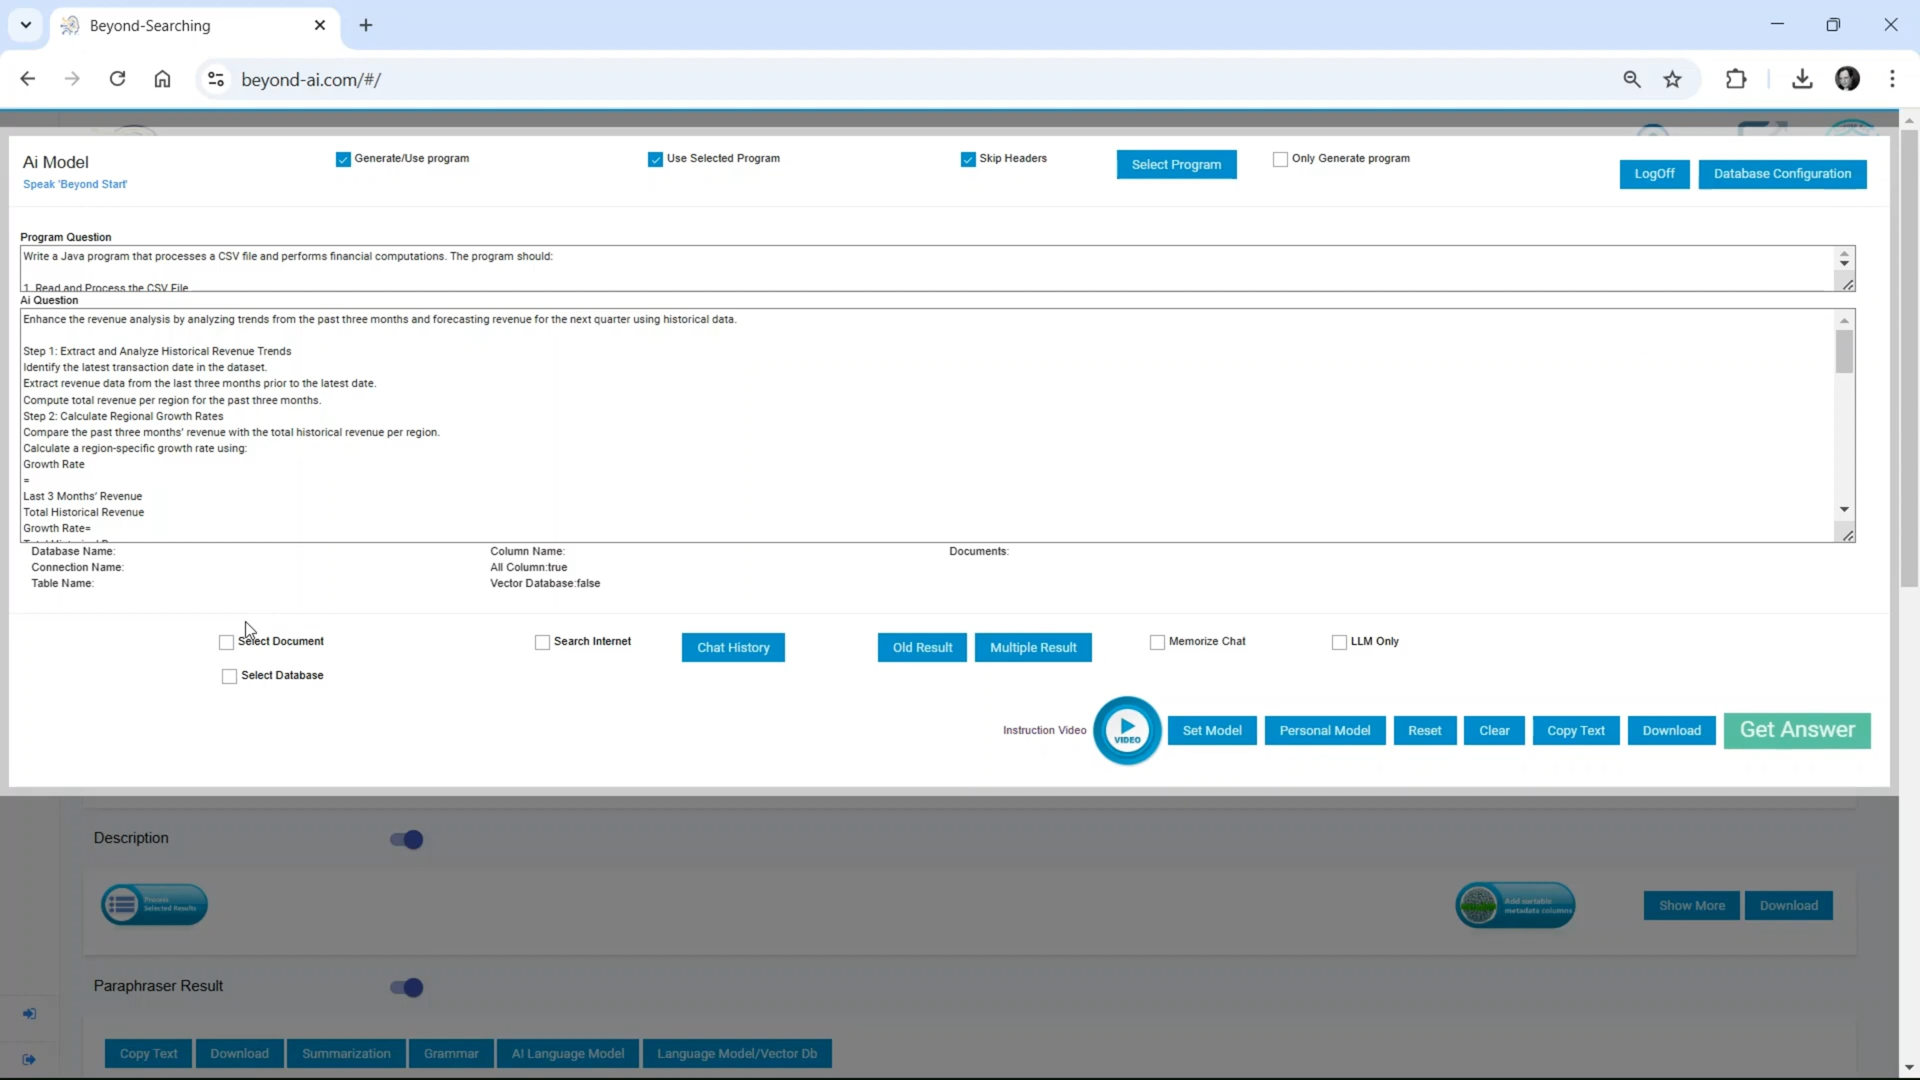 Beyond-Searching
beyond-ai.com/#/
Ai Model
Speak 'Beyond Start'
Generate/Use program
Use Selected Program
Skip Headers
Select Program
Only Generate program
LogOff
Database Configuration
Program Question
Write a Java program that processes a CSV file and performs financial computations. The program should:
1. Read and Process the CSV File
Ai Question
Enhance the revenue analysis by analyzing trends from the past three months and forecasting revenue for the next quarter using historical data.
Step 1: Extract and Analyze Historical Revenue Trends
Identify the latest transaction date in the dataset.
Extract revenue data from the last three months prior to the latest date.
Compute total revenue per region for the past three months.
Step 2: Calculate Regional Growth Rates
Compare the past three months' revenue with the total historical revenue per region.
Calculate a region-specific growth rate using:
Growth Rate
=
Last 3 Months' Revenue
Total Historical Revenue
Growth Rate=
Database Name:
Connection Name:
Table Name:
Column Name:
All Column:true
Vector Database:false
Documents:
Select Document
Select Database
Search Internet
Chat History
Old Result
Multiple Result
Memorize Chat
LLM Only
Instruction Video
VIDEO
Set Model
Personal Model
Reset
Clear
Copy Text
Download
Get Answer
Description
Process
Selected Results
Add sortable
metadata columns
Show More
Download
Paraphraser Result
Copy Text
Download
Summarization
Grammar
AI Language Model
Language Model/Vector Db